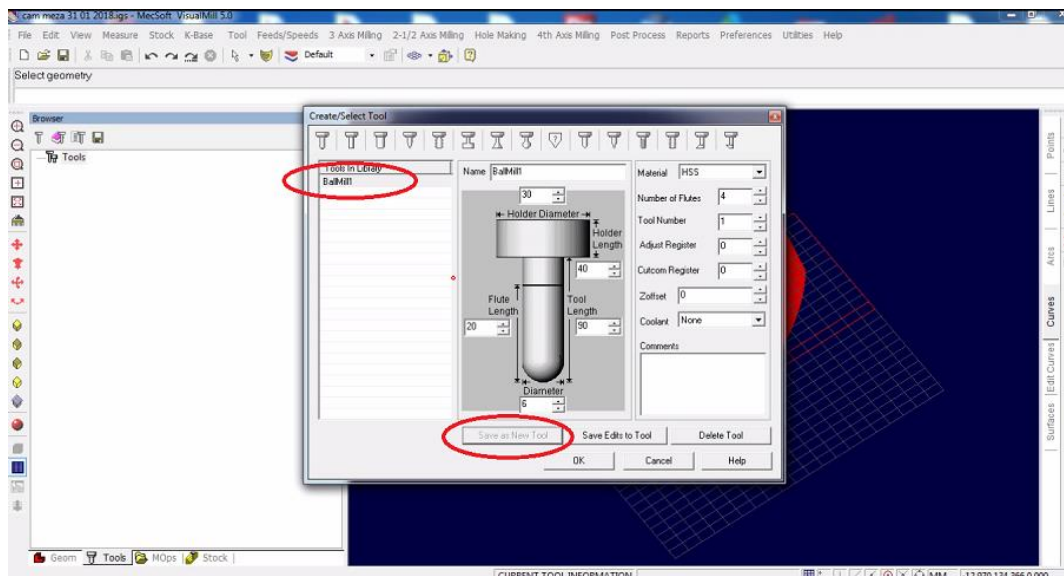 cam meza 31 01 2018.igs - MecSoft VisualMill 5.0
File Edit View Measure Stock K-Base Tool Feeds/Speeds 3 Axis Milling 2-1/2 Axis Milling Hole Making 4th Axis Milling Post Process Reports Preferences Utilities Help
Default
Select geometry
Browser
Tools
Create/Select Tool
Tools In Library
BallMill1
Name BallMill1
30
Holder Diameter
Holder
Length
40
Flute
Length
20
Tool
Length
90
Diameter
6
Material HSS
Number of Flutes 4
Tool Number 1
Adjust Register 0
Cutcom Register 0
Zoffset 0
Coolant None
Comments
Save as New Tool Save Edits to Tool Delete Tool
OK Cancel Help
Points
Lines
Arcs
Curves
Edit Curves
Surfaces
Geom Tools MOps Stock
CURRENT TOOL INFORMATION
MM